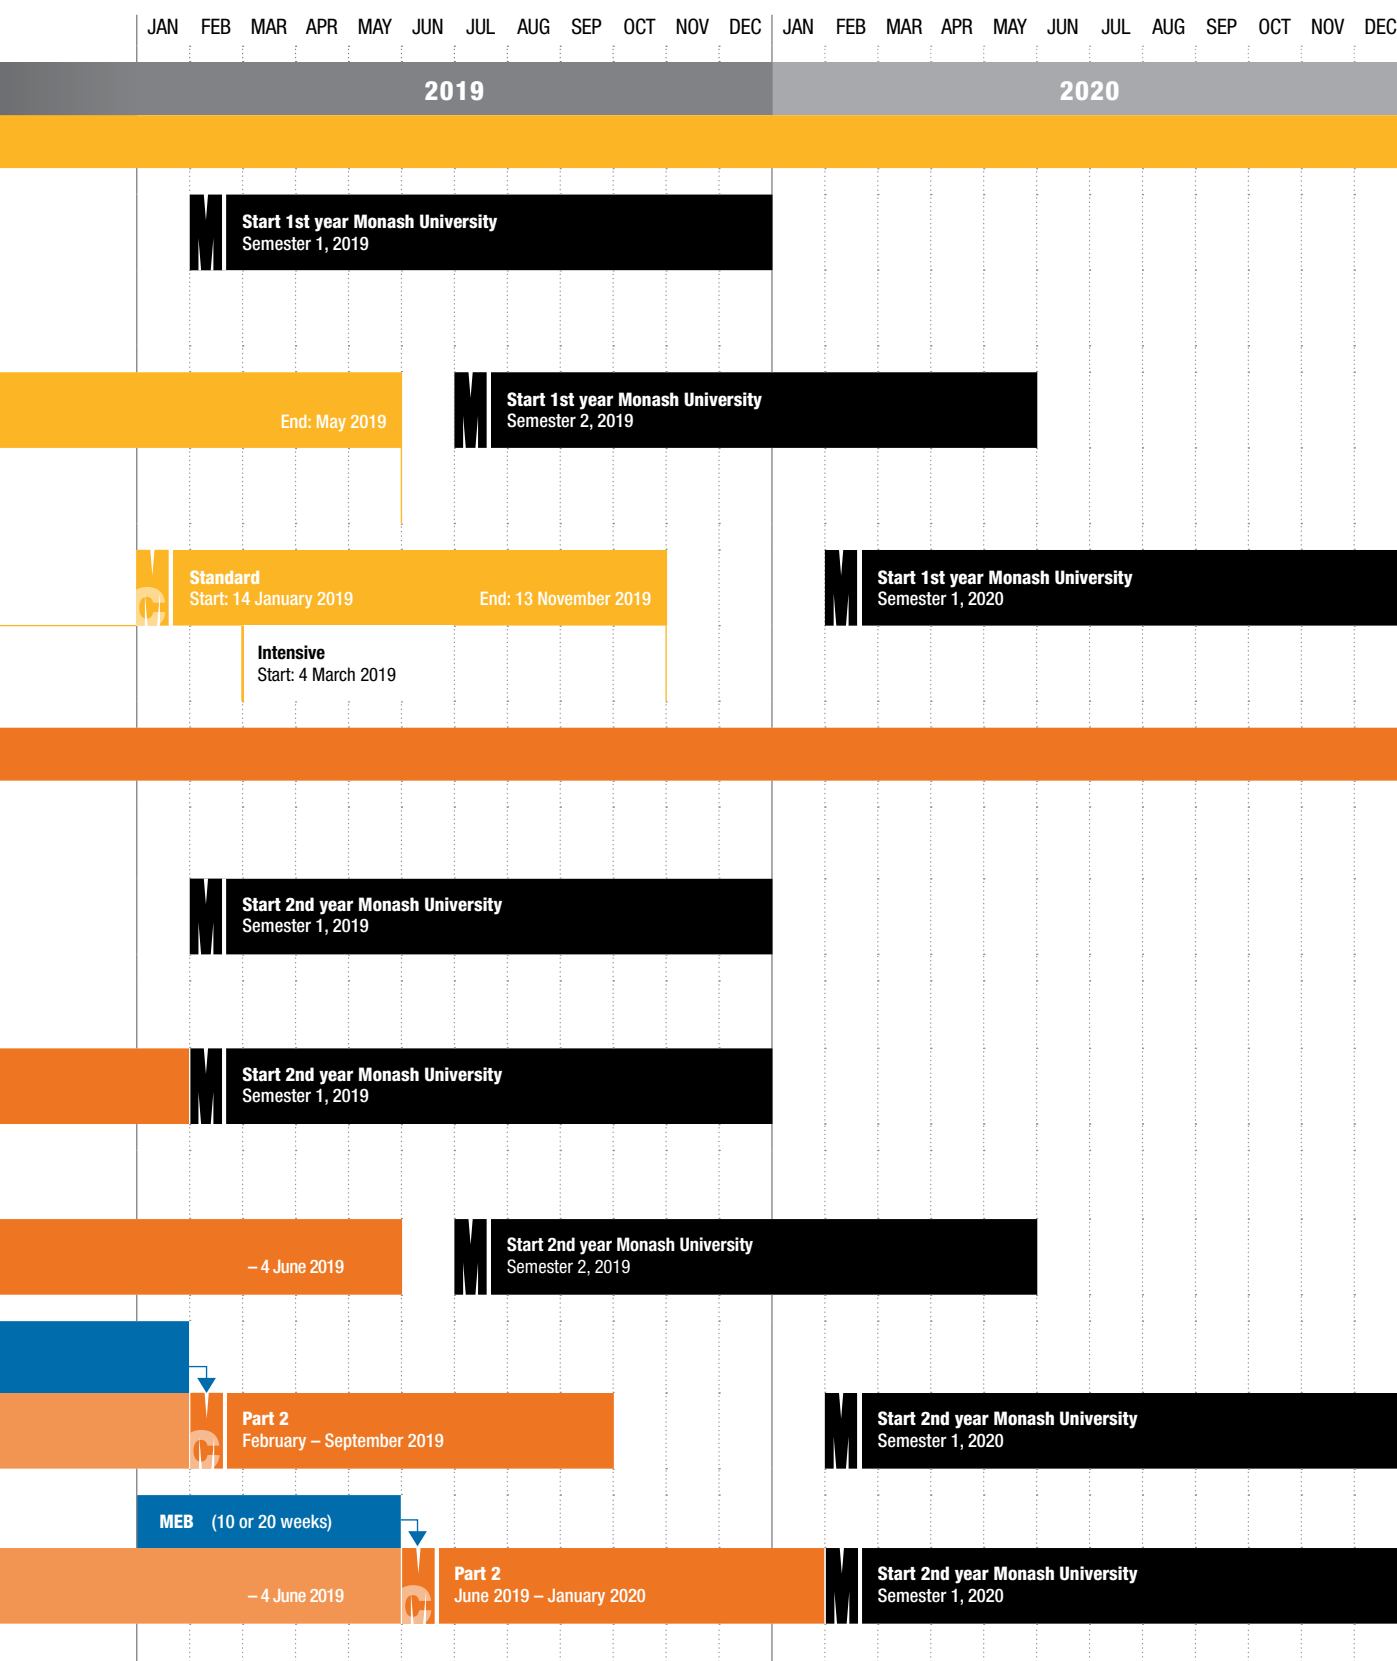 JAN FEB MAR APR MAY JUN JUL AUG SEP OCT NOV DEC JAN FEB MAR APR MAY JUN JUL AUG SEP OCT NOV DEC
2019 2020
M Start 1st year Monash University
Semester 1, 2019
M Start 1st year Monash University
End: May 2019 Semester 2, 2019
MC Standard
Start: 14 January 2019 End: 13 November 2019
M Start 1st year Monash University
Semester 1, 2020
Intensive
Start: 4 March 2019
M Start 2nd year Monash University
Semester 1, 2019
M Start 2nd year Monash University
Semester 1, 2019
M Start 2nd year Monash University
– 4 June 2019 Semester 2, 2019
MC Part 2
February – September 2019
M Start 2nd year Monash University
Semester 1, 2020
MEB (10 or 20 weeks)
– 4 June 2019
MC Part 2
June 2019 – January 2020
M Start 2nd year Monash University
Semester 1, 2020